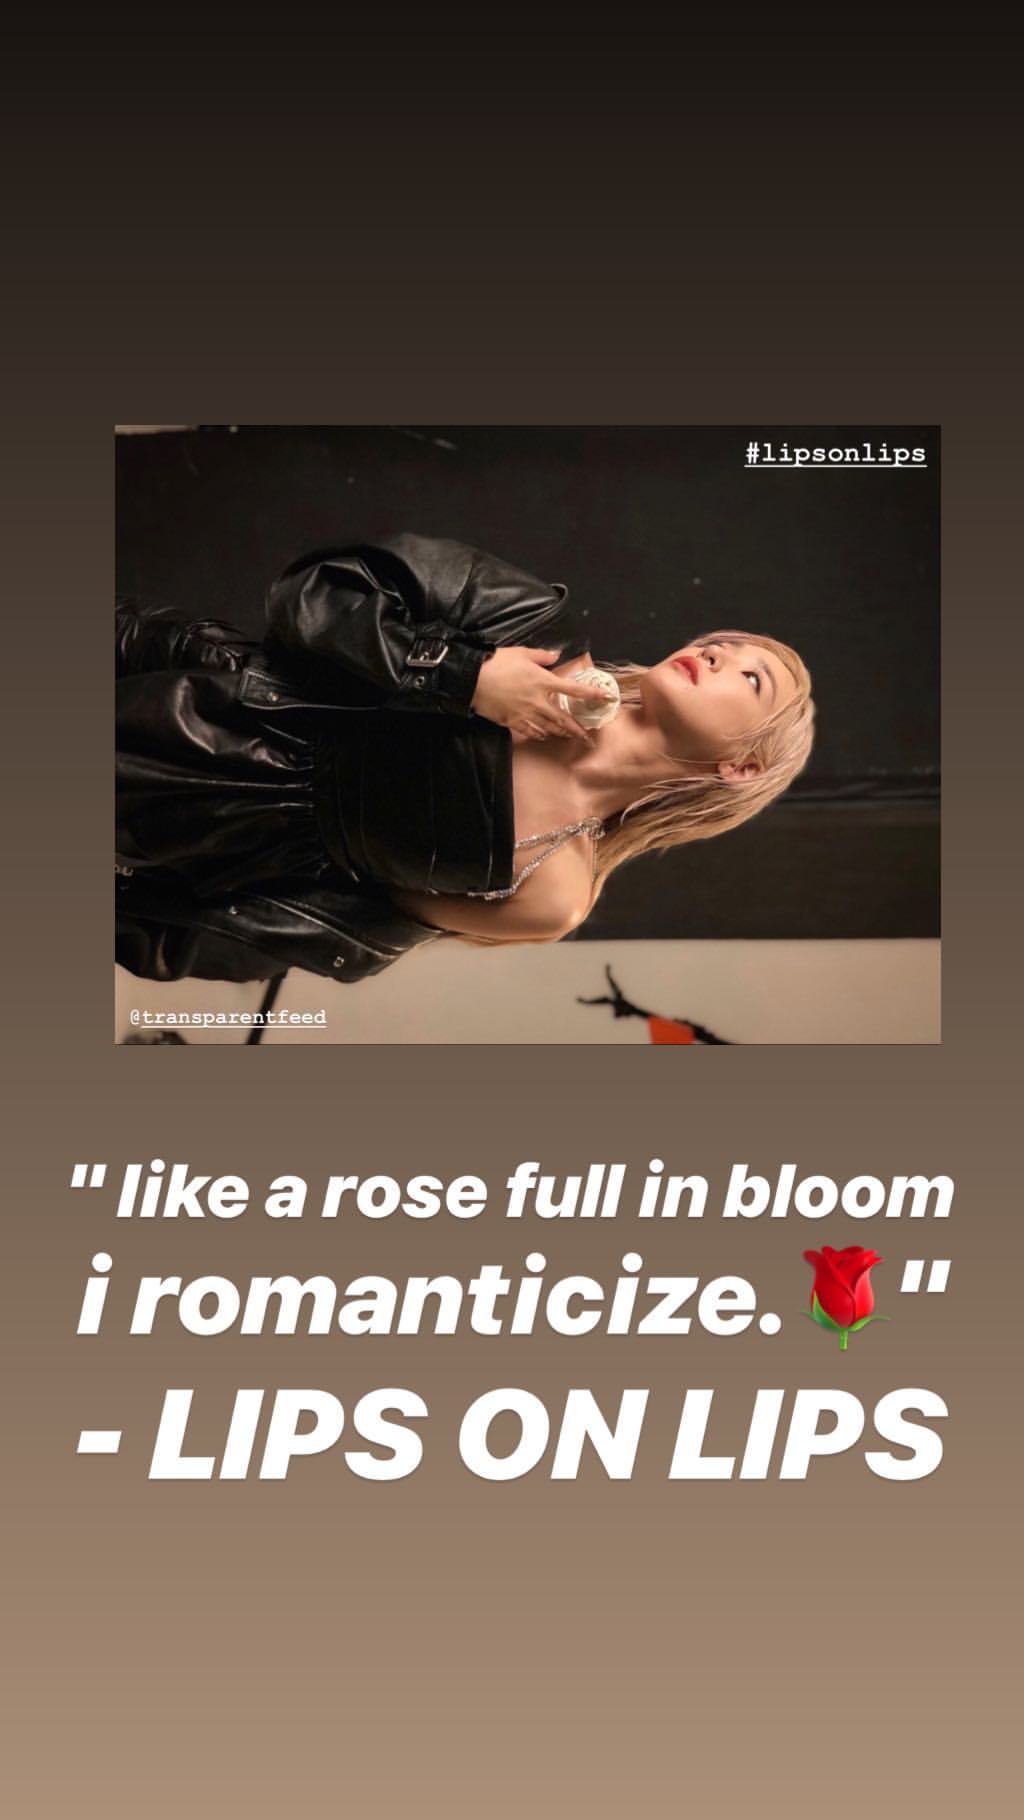 #lipsonlips
@transparentfeed
" like a rose full in bloom
i romanticize.🌹"
- LIPS ON LIPS